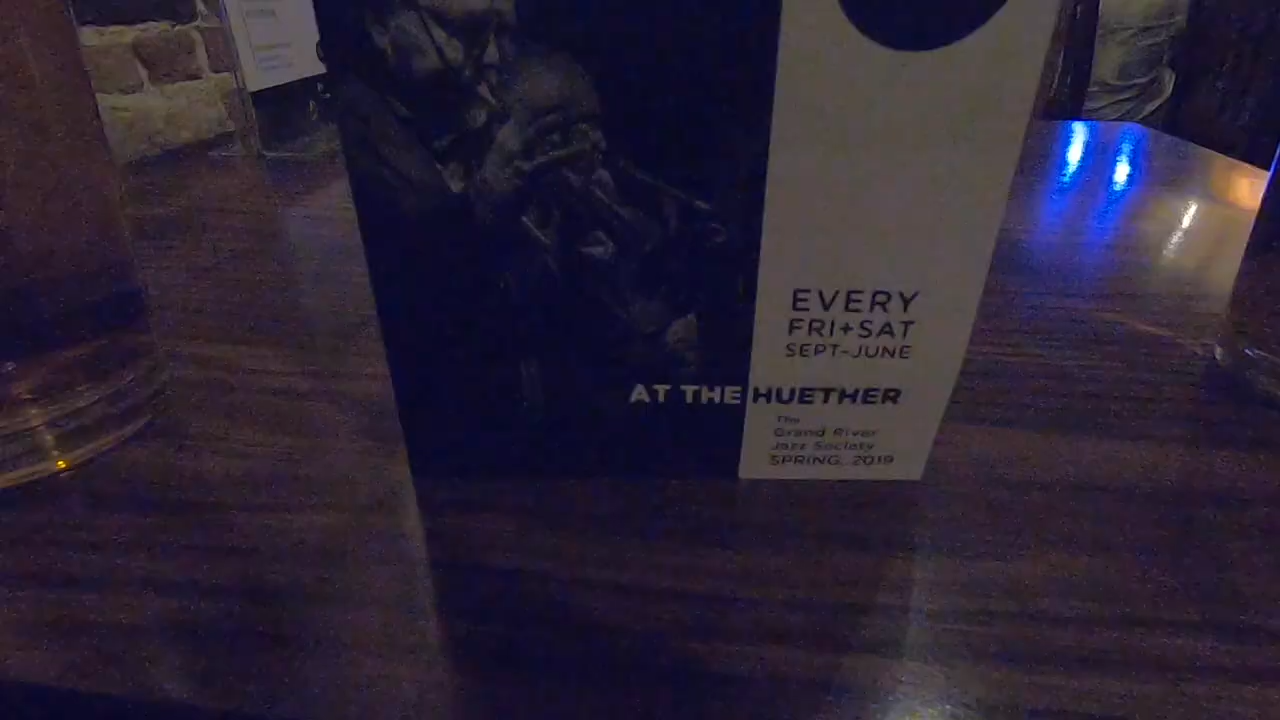 EVERY
FRI+SAT
SEPT-JUNE
AT THE HUETHER
The
Grand River
Jazz Society
SPRING, 2019